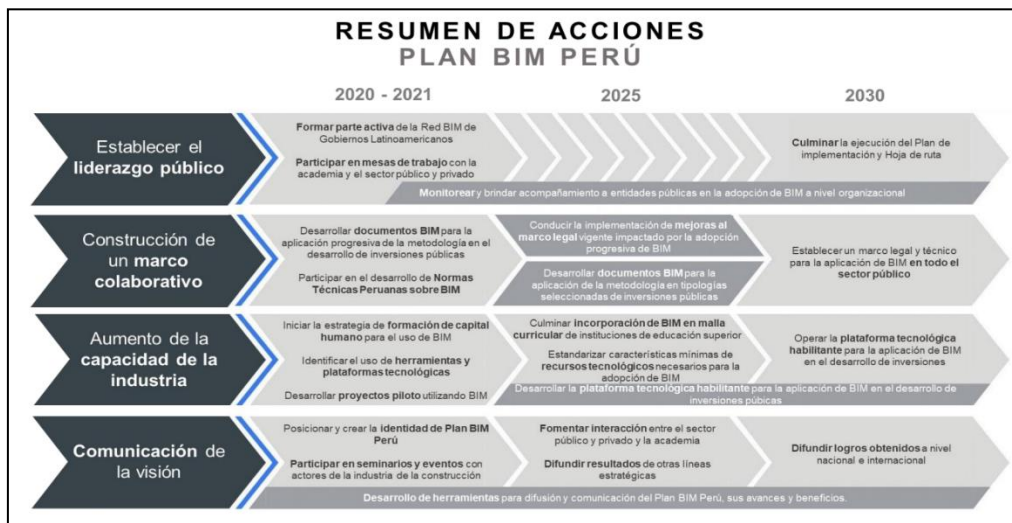 RESUMEN DE ACCIONES
PLAN BIM PERÚ
2020 - 2021
2025
2030
Establecer el
liderazgo público
Formar parte activa de la Red BIM de
Gobiernos Latinoamericanos
Participar en mesas de trabajo con la
academia y el sector público y privado
Culminar la ejecución del Plan de
implementación y Hoja de ruta
Monitorear y brindar acompañamiento a entidades públicas en la adopción de BIM a nivel organizacional
Construcción de
un marco
colaborativo
Desarrollar documentos BIM para la
aplicación progresiva de la metodología en el
desarrollo de inversiones públicas
Participar en el desarrollo de Normas
Técnicas Peruanas sobre BIM
Conducir la implementación de mejoras al
marco legal vigente impactado por la adopción
progresiva de BIM
Desarrollar documentos BIM para la
aplicación de la metodología en tipologías
seleccionadas de inversiones públicas
Establecer un marco legal y técnico
para la aplicación de BIM en todo el
sector público
Aumento de la
capacidad de la
industria
Iniciar la estrategia de formación de capital
humano para el uso de BIM
Identificar el uso de herramientas y
plataformas tecnológicas
Desarrollar proyectos piloto utilizando BIM
Culminar incorporación de BIM en malla
curricular de instituciones de educación superior
Estandarizar características mínimas de
recursos tecnológicos necesarios para la
adopción de BIM
Operar la plataforma tecnológica
habilitante para la aplicación de BIM
en el desarrollo de inversiones
Desarrollar la plataforma tecnológica habilitante para la aplicación de BIM en el desarrollo de
inversiones púbicas
Comunicación de
la visión
Posicionar y crear la identidad de Plan BIM
Perú
Participar en seminarios y eventos con
actores de la industria de la construcción
Fomentar interacción entre el sector
público y privado y la academia
Difundir resultados de otras líneas
estratégicas
Difundir logros obtenidos a nivel
nacional e internacional
Desarrollo de herramientas para difusión y comunicación del Plan BIM Perú, sus avances y beneficios.